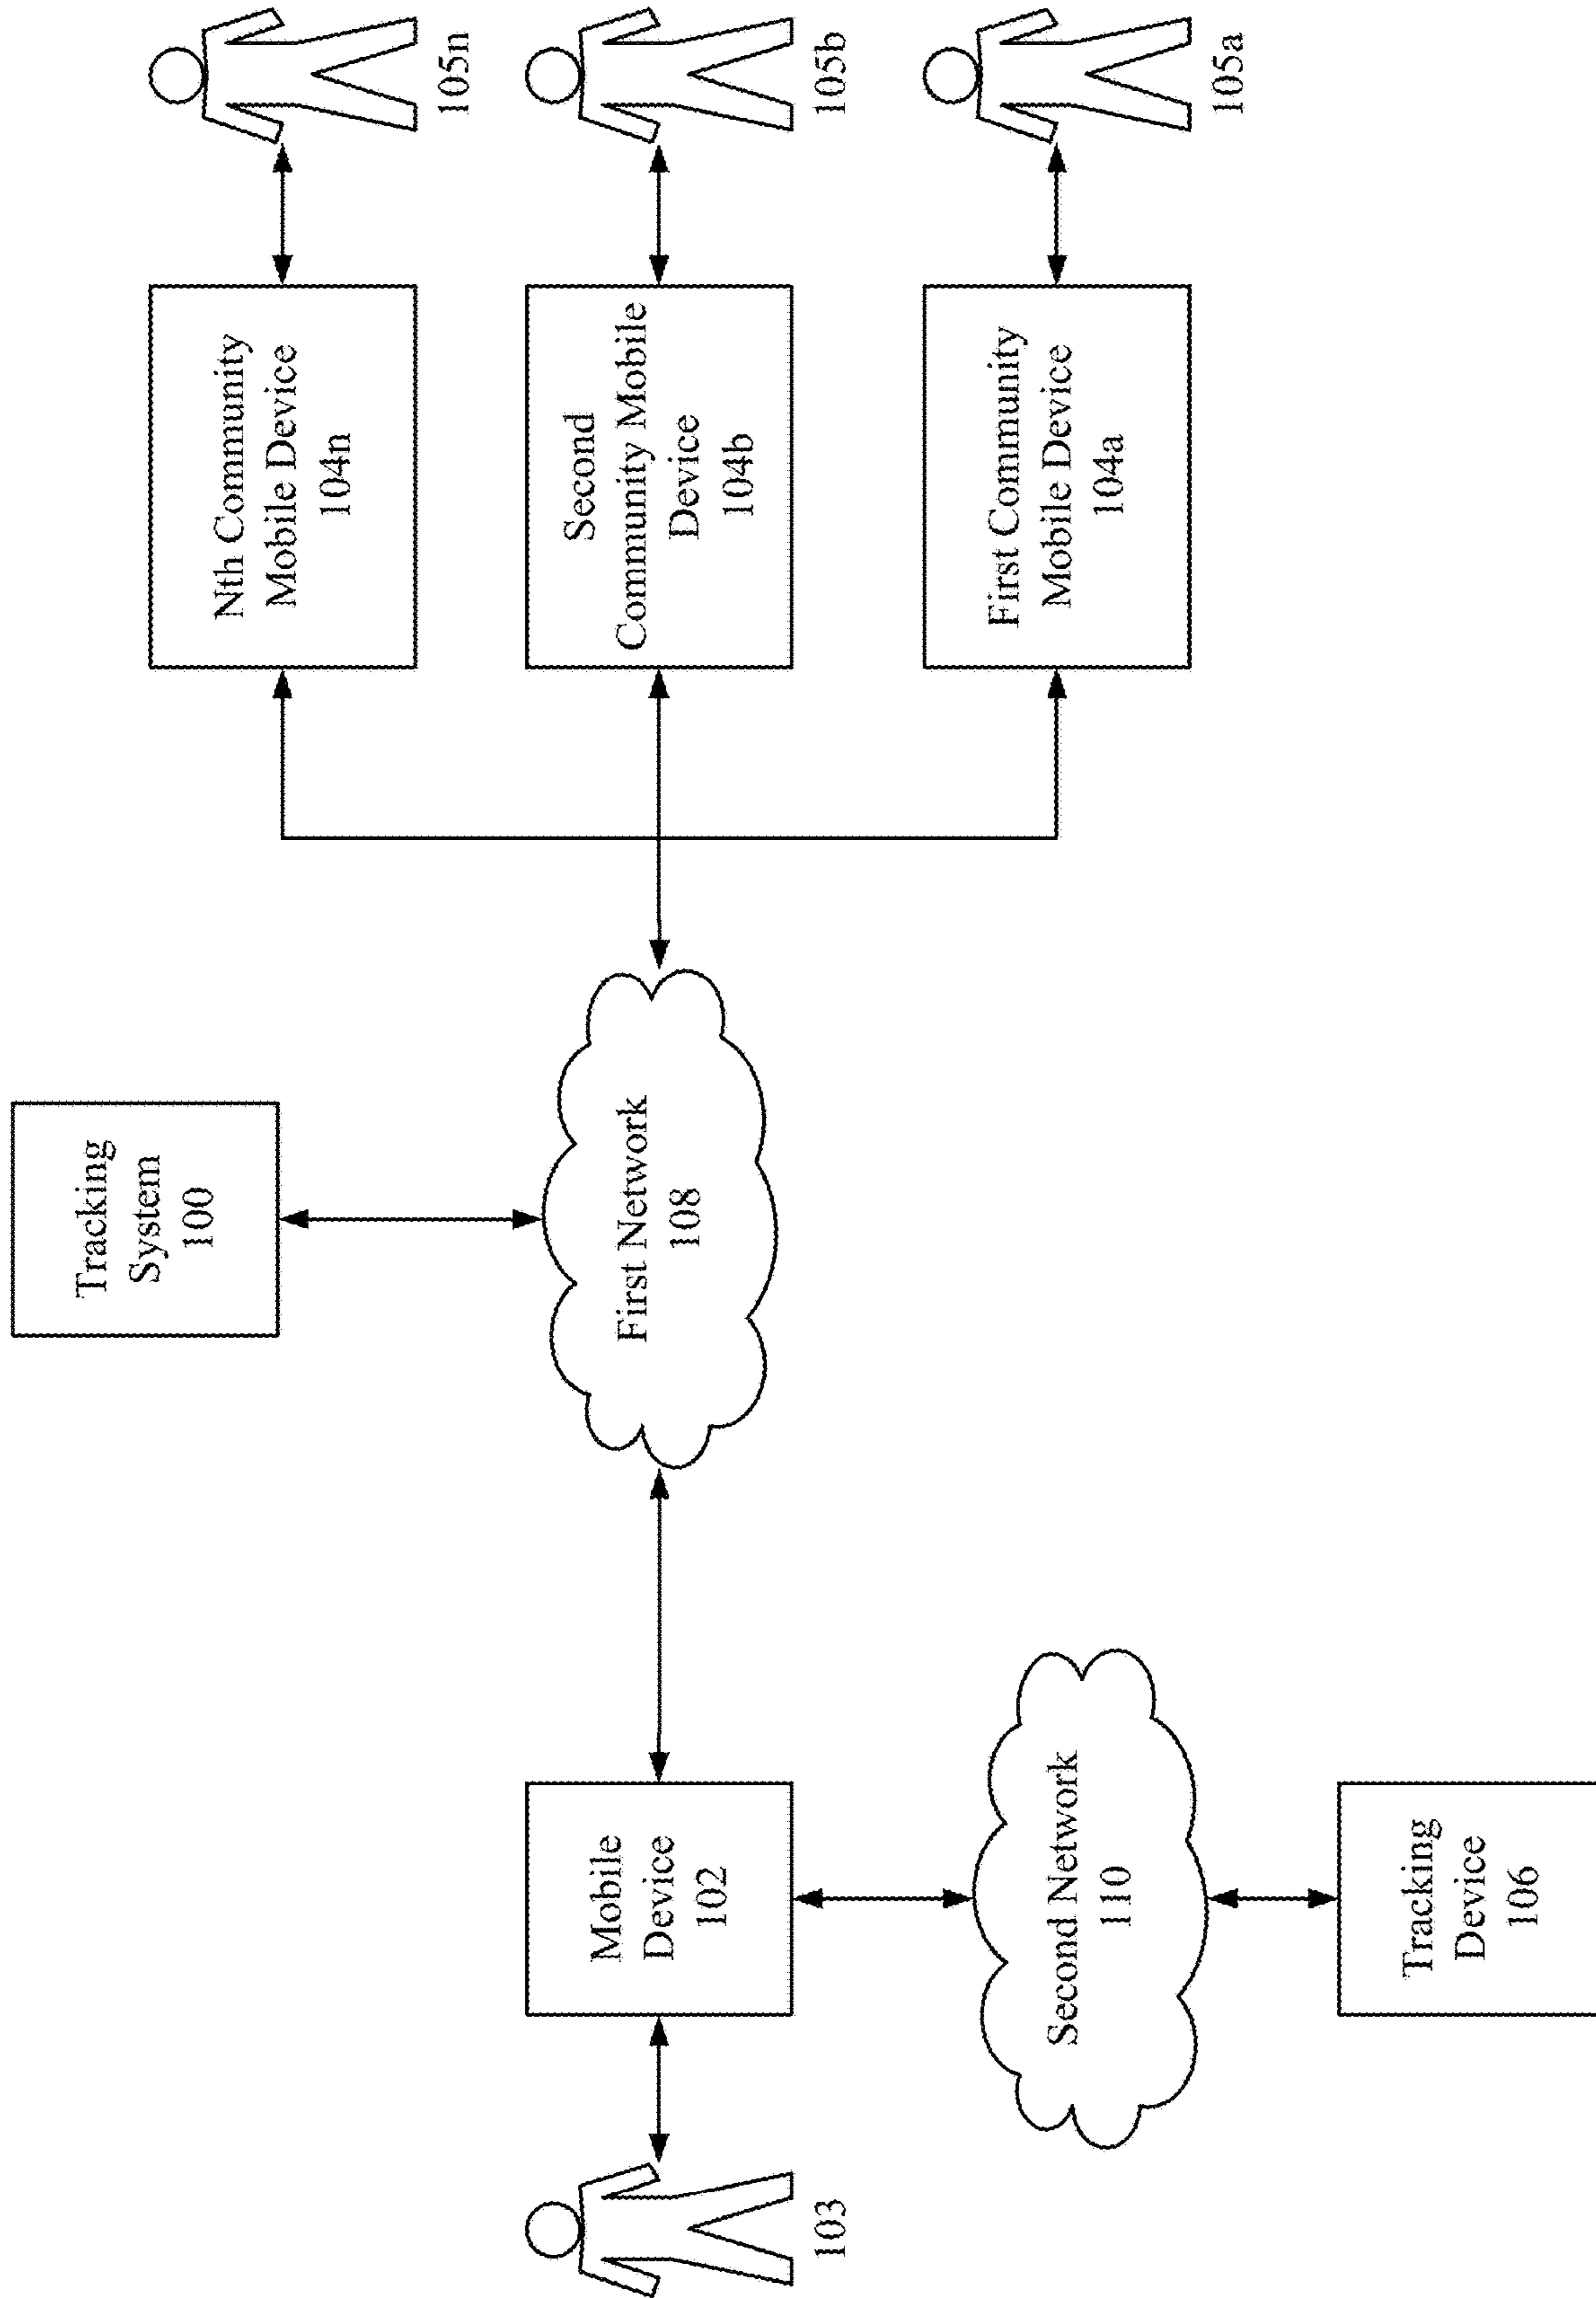 Tracking
System
100
Nth Community
Mobile Device
104n
105n
103
Mobile
Device
102
First Network
108
Second
Community Mobile
Device
104b
105b
Second Network
110
First Community
Mobile Device
104a
105a
Tracking
Device
106